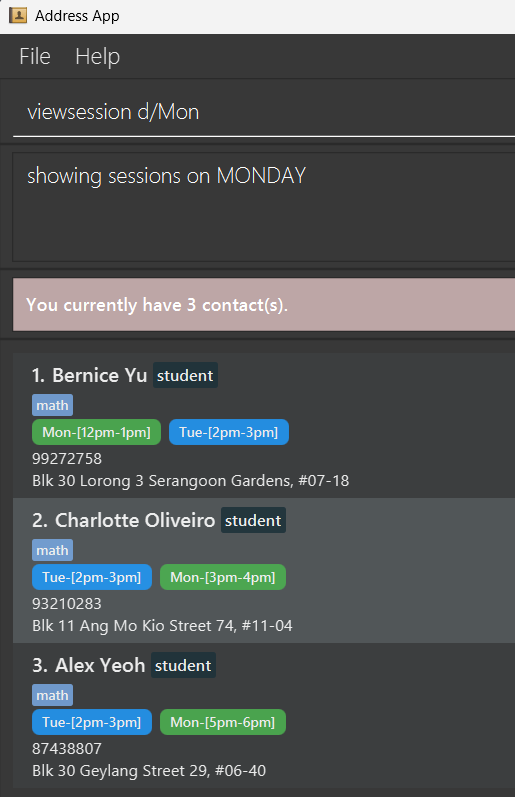 Address App
File Help
viewsession d/Mon
showing sessions on MONDAY
You currently have 3 contact(s).
1. Bernice Yu student
math
Mon-[12pm-1pm] Tue-[2pm-3pm]
99272758
Blk 30 Lorong 3 Serangoon Gardens, #07-18
2. Charlotte Oliveiro student
math
Tue-[2pm-3pm] Mon-[3pm-4pm]
93210283
Blk 11 Ang Mo Kio Street 74, #11-04
3. Alex Yeoh student
math
Tue-[2pm-3pm] Mon-[5pm-6pm]
87438807
Blk 30 Geylang Street 29, #06-40